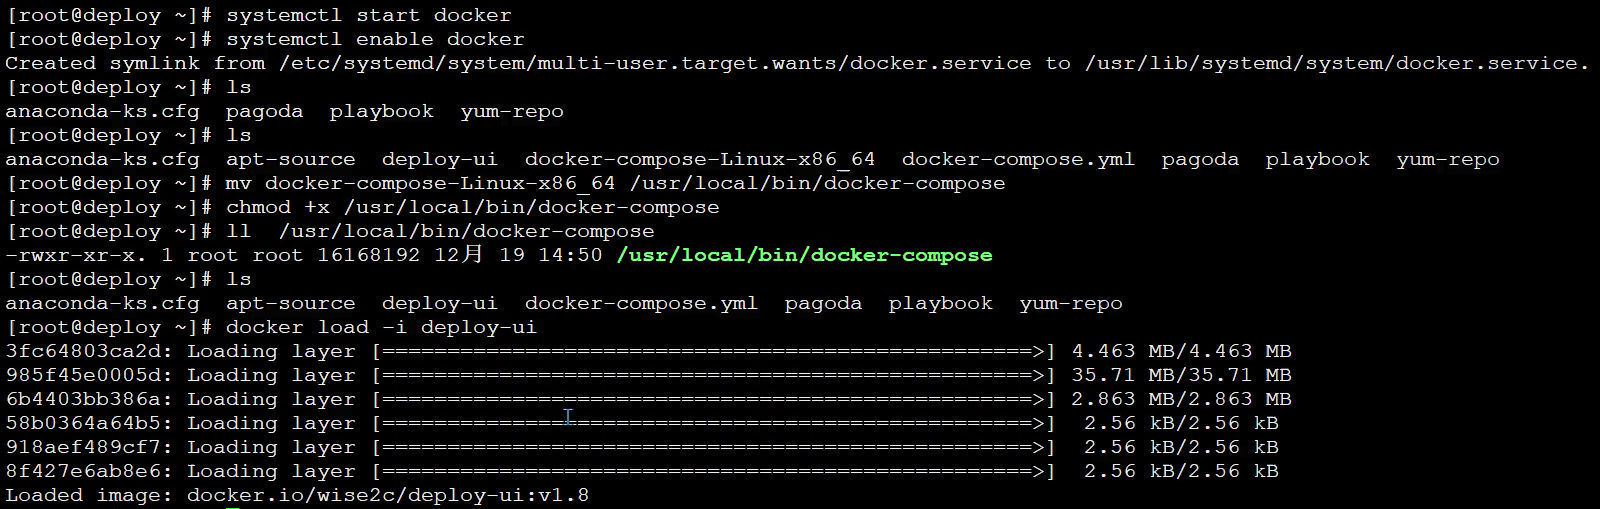 [root@deploy ~]# systemctl start docker
[root@deploy ~]# systemctl enable docker
Created symlink from /etc/systemd/system/multi-user.target.wants/docker.service to /usr/lib/systemd/system/docker.service.
[root@deploy ~]# ls
anaconda-ks.cfg  pagoda  playbook  yum-repo
[root@deploy ~]# ls
anaconda-ks.cfg  apt-source  deploy-ui  docker-compose-Linux-x86_64  docker-compose.yml  pagoda  playbook  yum-repo
[root@deploy ~]# mv docker-compose-Linux-x86_64 /usr/local/bin/docker-compose
[root@deploy ~]# chmod +x /usr/local/bin/docker-compose
[root@deploy ~]# ll  /usr/local/bin/docker-compose
-rwxr-xr-x. 1 root root 16168192 12月 19 14:50 /usr/local/bin/docker-compose
[root@deploy ~]# ls
anaconda-ks.cfg  apt-source  deploy-ui  docker-compose.yml  pagoda  playbook  yum-repo
[root@deploy ~]# docker load -i deploy-ui
3fc64803ca2d: Loading layer [==================================================>] 4.463 MB/4.463 MB
985f45e0005d: Loading layer [==================================================>] 35.71 MB/35.71 MB
6b4403bb386a: Loading layer [==================================================>] 2.863 MB/2.863 MB
58b0364a64b5: Loading layer [==================================================>]  2.56 kB/2.56 kB
918aef489cf7: Loading layer [==================================================>]  2.56 kB/2.56 kB
8f427e6ab8e6: Loading layer [==================================================>]  2.56 kB/2.56 kB
Loaded image: docker.io/wise2c/deploy-ui:v1.8